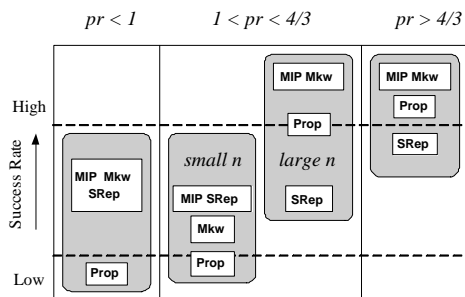 pr < 1
1 < pr < 4/3
pr > 4/3
High
Success Rate
Low
MIP Mkw
SRep
Prop
small n
MIP SRep
Mkw
Prop
MIP Mkw
Prop
large n
SRep
MIP Mkw
Prop
SRep